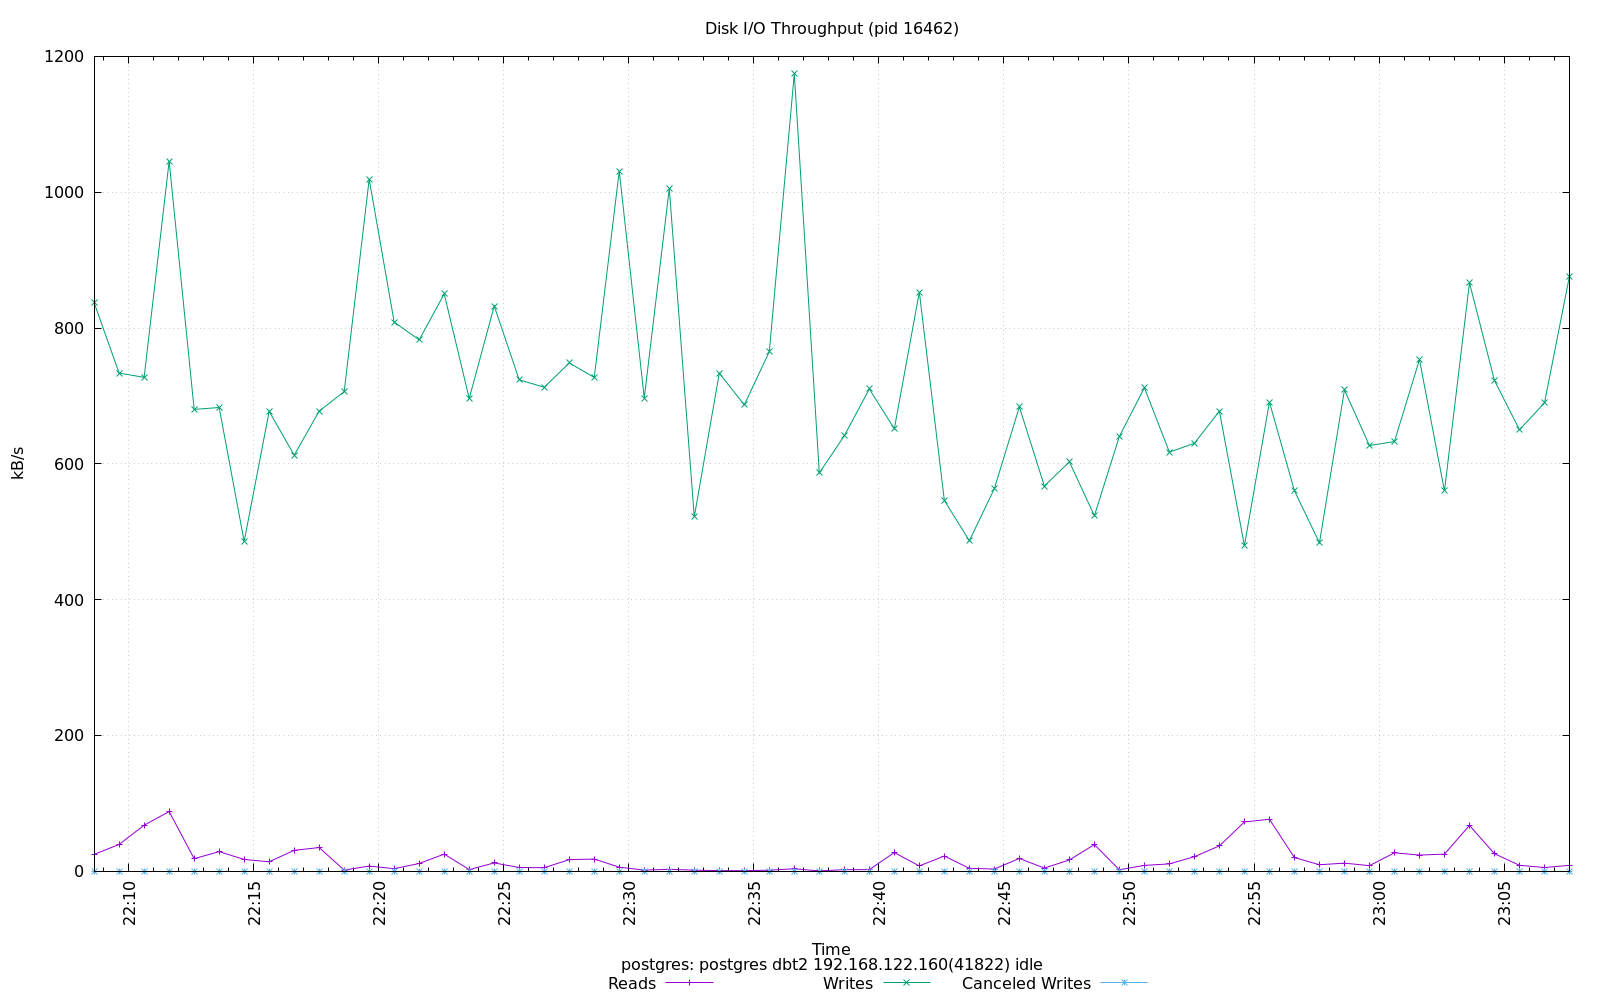 Disk I/O Throughput (pid 16462)
1200
1000
800
600
400
200
0
kB/s
22:10 22:15 22:20 22:25 22:30 22:35 22:40 22:45 22:50 22:55 23:00 23:05
Time
postgres: postgres dbt2 192.168.122.160(41822) idle
Reads Writes Canceled Writes